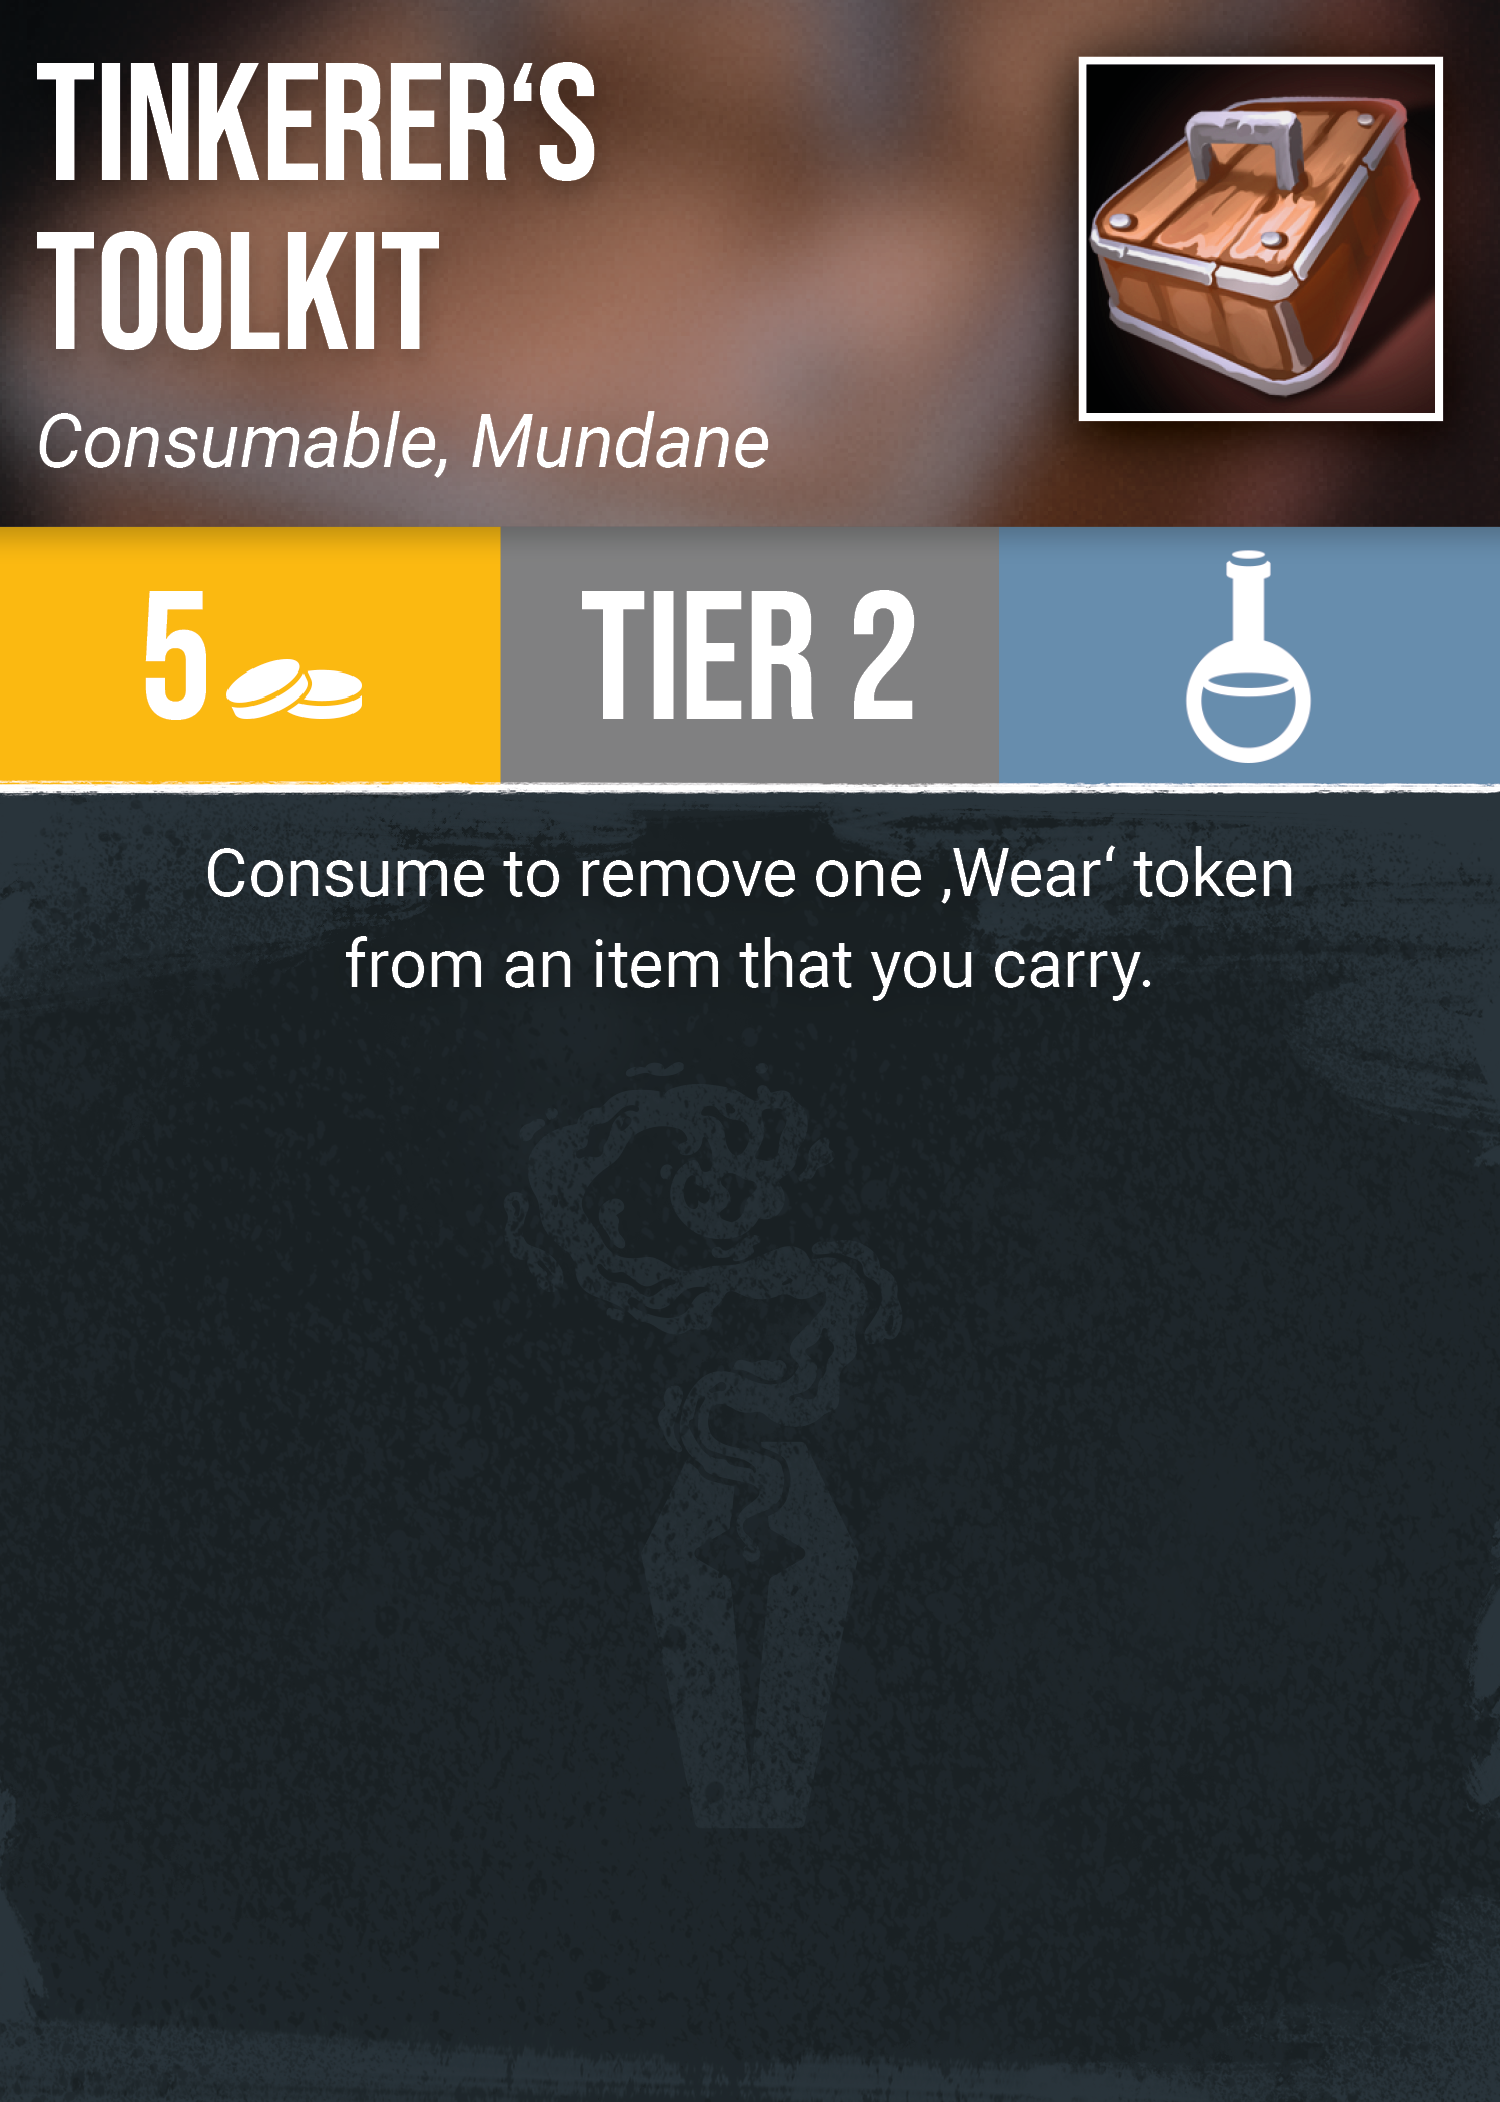 TINKERER‘S
TOOLKIT
Consumable, Mundane
5
TIER 2
Consume to remove one ‚Wear‘ token
from an item that you carry.